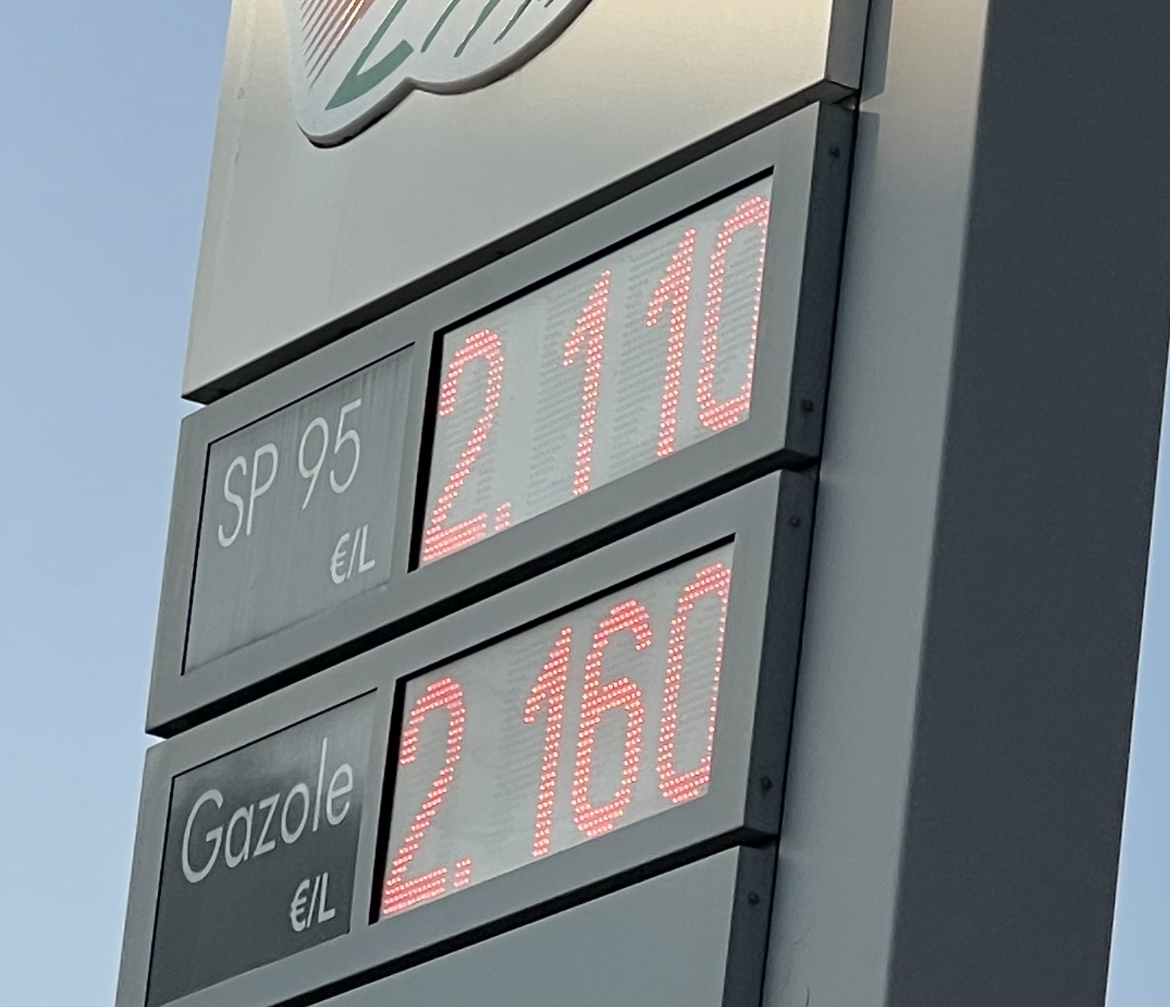 SP 95
€/L
2.110
Gazole
€/L
2.160